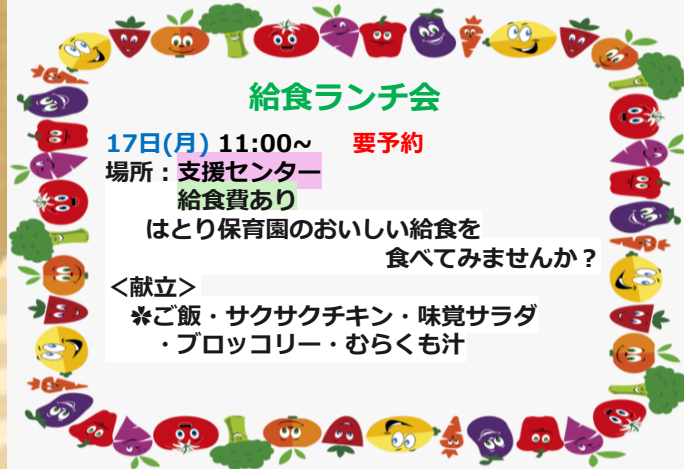 給食ランチ会
17日(月) 11:00~ 要予約
場所：支援センター
給食費あり
はとり保育園のおいしい給食を
食べてみませんか？
<献立>
✽ご飯・サクサクチキン・味覚サラダ
・ブロッコリー・むらくも汁